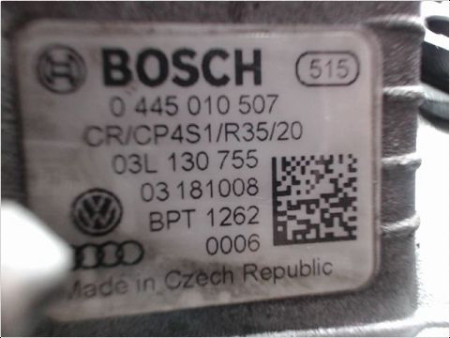 BOSCH 515
0 445 010 507
CR/CP4S1/R35/20
03L 130 755
03 181008
BPT 1262
0006
Made in Czech Republic